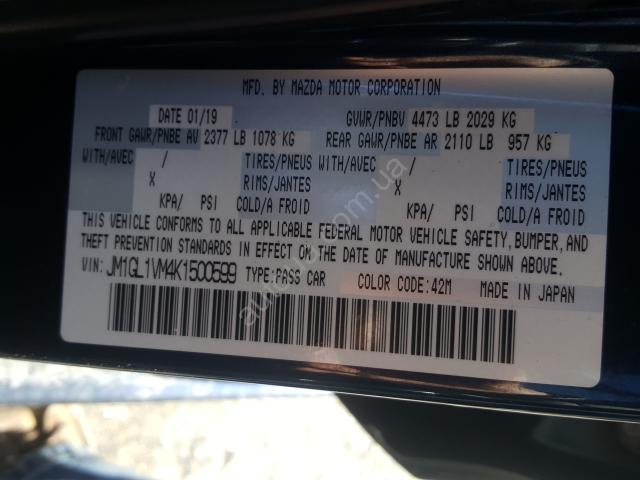 MFD. BY MAZDA MOTOR CORPORATION
DATE 01/19 GVWR/PNBV 4473 LB 2029 KG
FRONT GAWR/PNBE AV 2377 LB 1078 KG REAR GAWR/PNBE AR 2110 LB 957 KG
WITH/AVEC / TIRES/PNEUS WITH/AVEC / TIRES/PNEUS
X RIMS/JANTES X RIMS/JANTES
KPA/ PSI COLD/A FROID KPA/ PSI COLD/A FROID
THIS VEHICLE CONFORMS TO ALL APPLICABLE FEDERAL MOTOR VEHICLE SAFETY, BUMPER, AND
THEFT PREVENTION STANDARDS IN EFFECT ON THE DATE OF MANUFACTURE SHOWN ABOVE.
VIN: JM1GL1VM4K1500599 TYPE: PASS CAR COLOR CODE: 42M MADE IN JAPAN